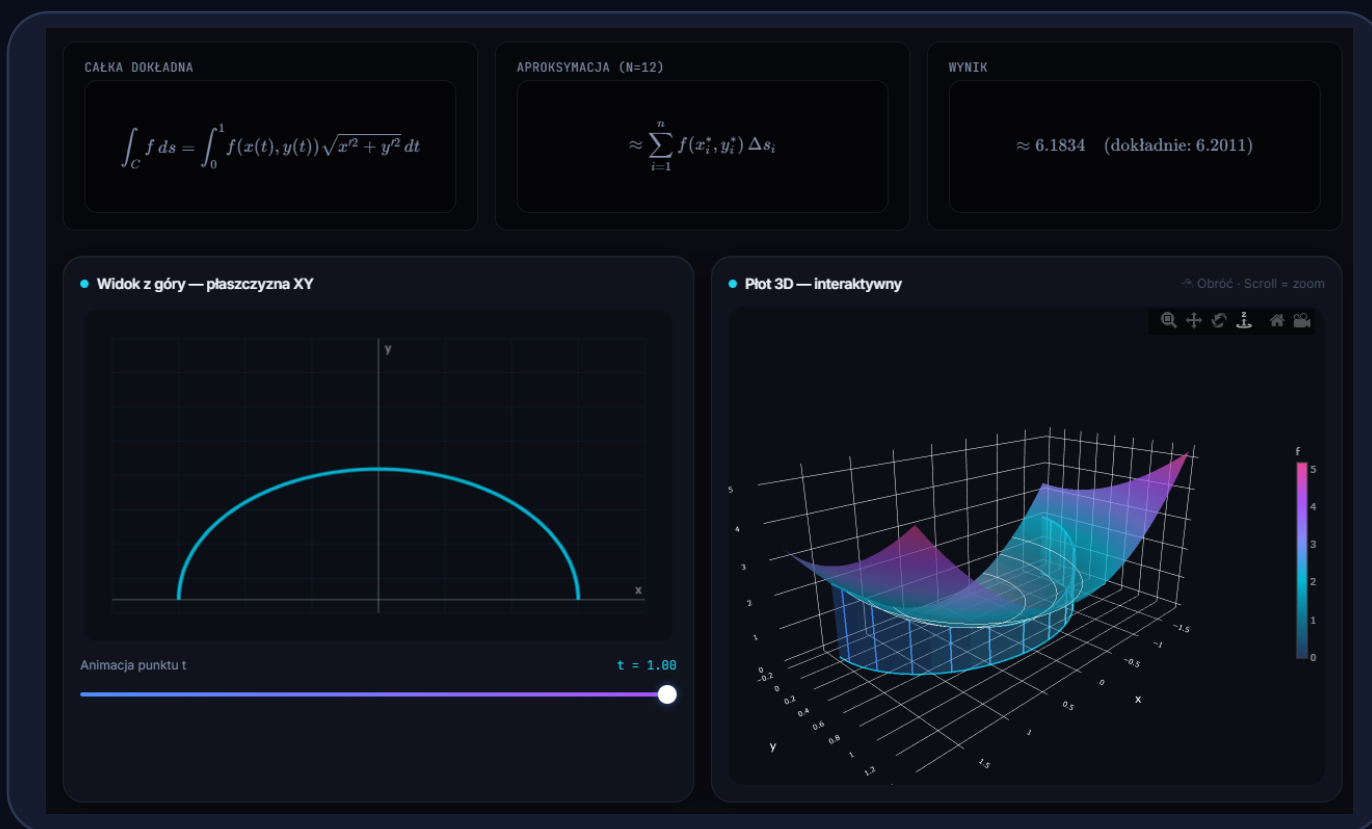 CAŁKA DOKŁADNA
∫_C f ds = ∫_0^1 f(x(t), y(t)) √(x'² + y'²) dt
APROKSYMACJA (N=12)
≈ ∑_{i=1}^{n} f(x_i^*, y_i^*) Δs_i
WYNIK
≈ 6.1834 (dokładnie: 6.2011)
Widok z góry — płaszczyzna XY
y
x
Animacja punktu t
t = 1.00
Płot 3D — interaktywny
Obróć · Scroll = zoom
z
f
5
4
3
2
1
0
5
4
3
2
1
0
−0.2
0
0.2
0.4
0.6
0.8
1
1.2
y
−1.5
−1
−0.5
0
0.5
1
1.5
x